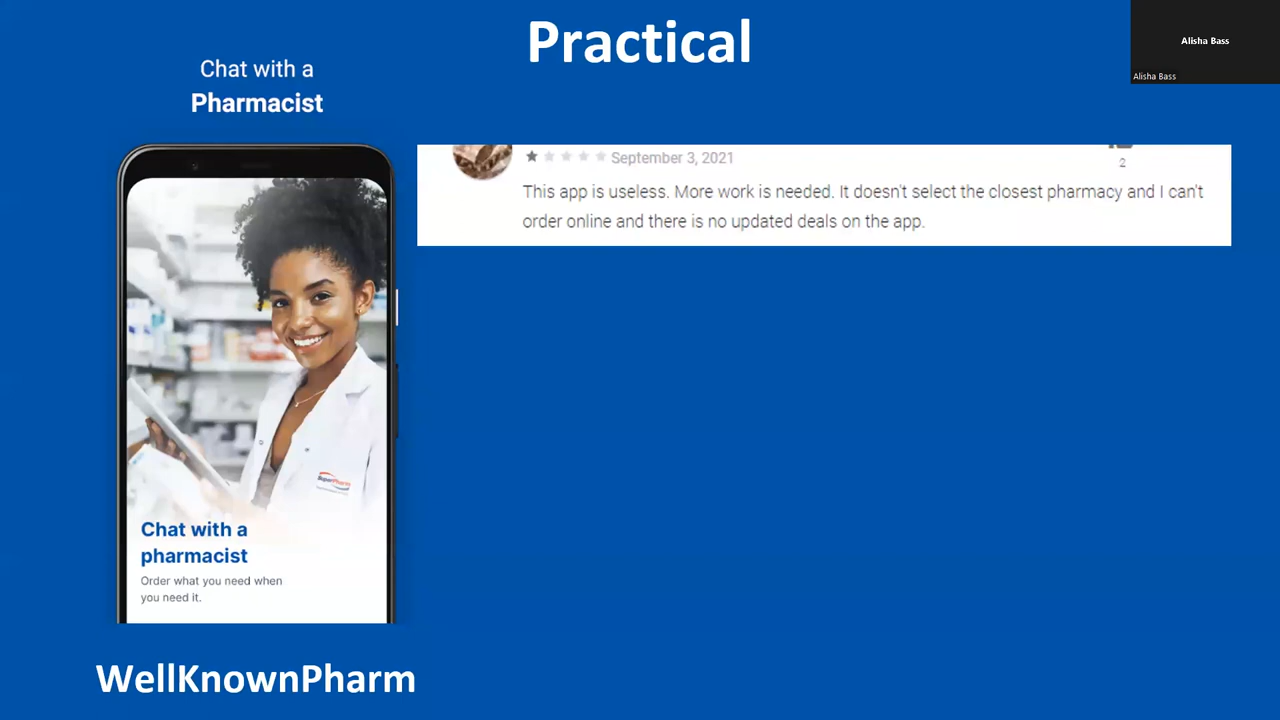 Practical
Alisha Bass
Alisha Bass
Chat with a
Pharmacist
September 3, 2021
2
This app is useless. More work is needed. It doesn't select the closest pharmacy and I can't
order online and there is no updated deals on the app.
SuperPharm
Chat with a
pharmacist
Order what you need when
you need it.
WellKnownPharm